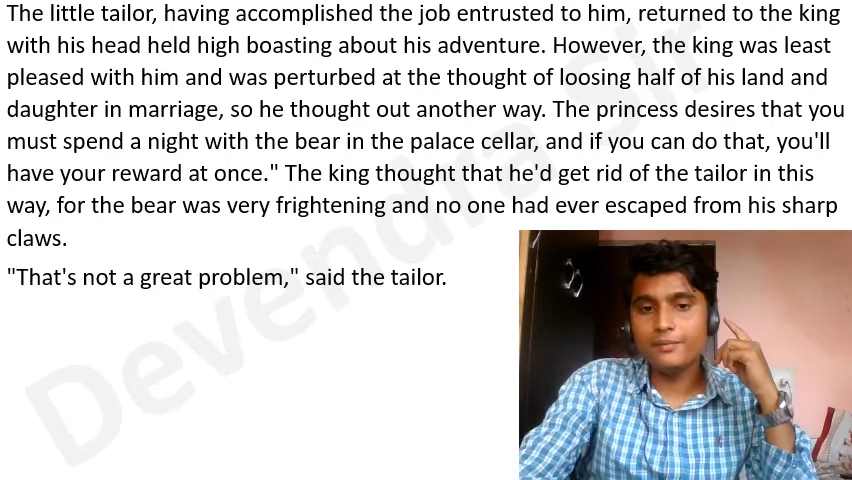 The little tailor, having accomplished the job entrusted to him, returned to the king
with his head held high boasting about his adventure. However, the king was least
pleased with him and was perturbed at the thought of loosing half of his land and
daughter in marriage, so he thought out another way. The princess desires that you
must spend a night with the bear in the palace cellar, and if you can do that, you'll
have your reward at once." The king thought that he'd get rid of the tailor in this
way, for the bear was very frightening and no one had ever escaped from his sharp
claws.
"That's not a great problem," said the tailor.
Devendra Sir